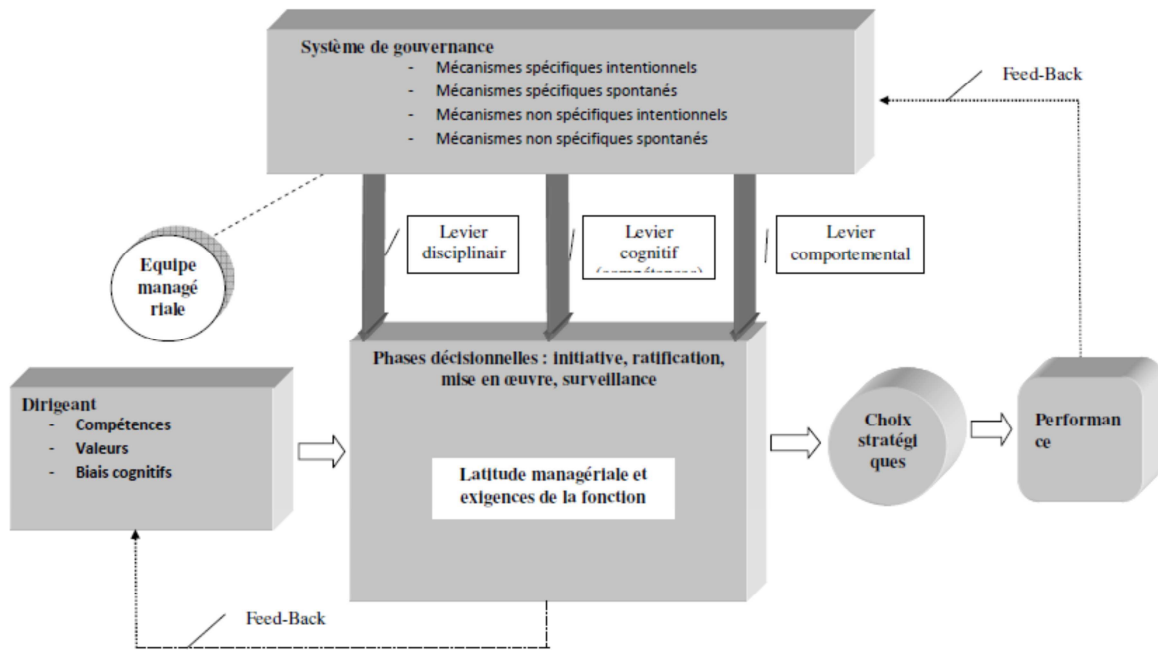 Système de gouvernance
- Mécanismes spécifiques intentionnels
- Mécanismes spécifiques spontanés
- Mécanismes non spécifiques intentionnels
- Mécanismes non spécifiques spontanés
Feed-Back
Levier
disciplinair
Levier
cognitif
Levier
comportemental
Equipe
managé
riale
Phases décisionnelles : initiative, ratification,
mise en œuvre, surveillance
Dirigeant
- Compétences
- Valeurs
- Biais cognitifs
Latitude managériale et
exigences de la fonction
Choix
stratégi
ques
Performan
ce
Feed-Back